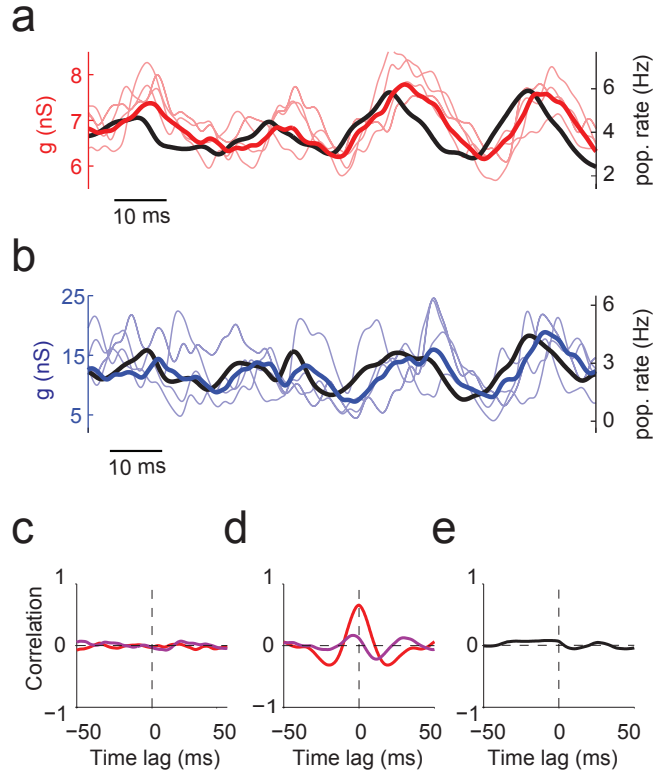 a
8
7
6
g (nS)
6
4
2
pop. rate (Hz)
10 ms
b
25
15
5
g (nS)
6
3
0
pop. rate (Hz)
10 ms
c
d
e
Correlation
1
0
−1
−50
0
50
Time lag (ms)
1
0
−1
−50
0
50
Time lag (ms)
1
0
−1
−50
0
50
Time lag (ms)